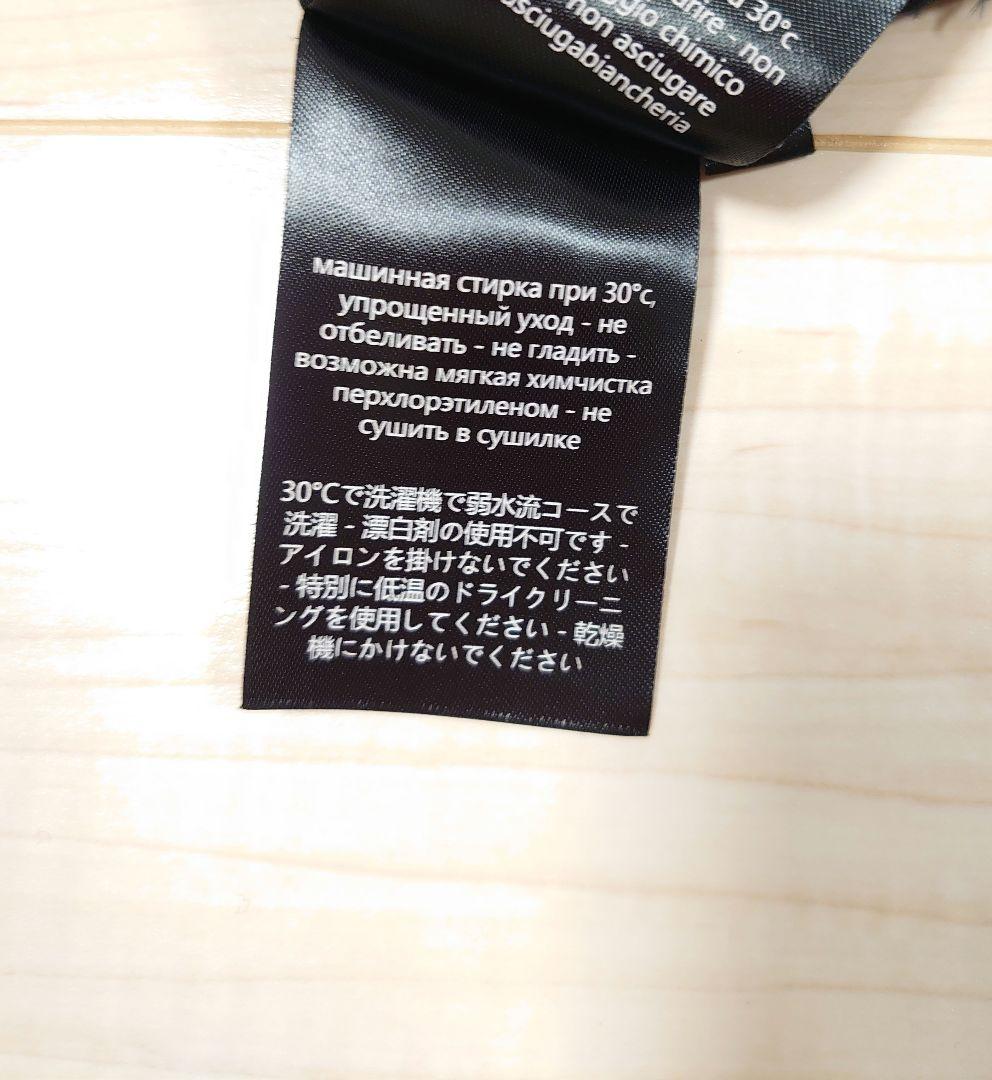 30°c
non
chimico
non asciugare
asciugabiancheria
машинная стирка при 30°c,
упрощенный уход - не
отбеливать - не гладить -
возможна мягкая химчистка
перхлорэтиленом - не
сушить в сушилке
30°Cで洗濯機で弱水流コースで
洗濯 - 漂白剤の使用不可です -
アイロンを掛けないでください
- 特別に低温のドライクリーニ
ングを使用してください - 乾燥
機にかけないでください